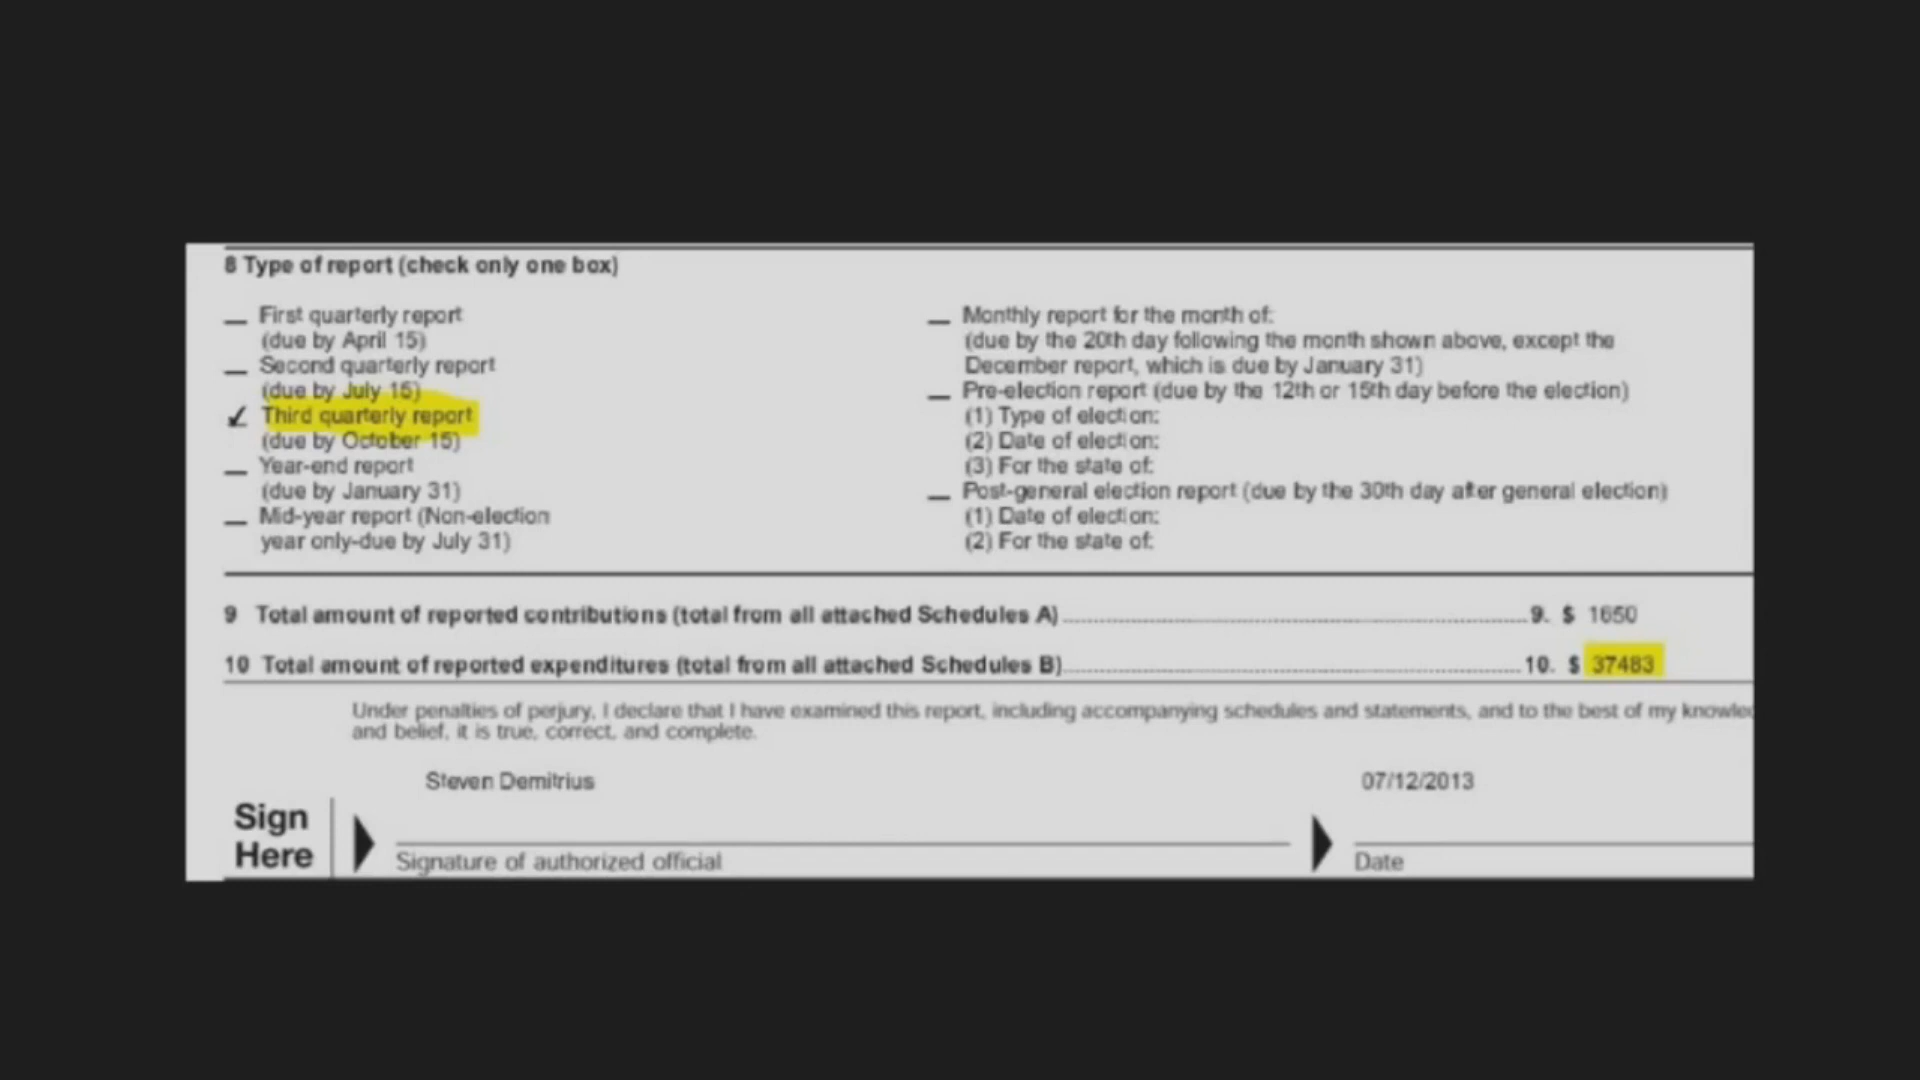 8 Type of report (check only one box)
First quarterly report
(due by April 15)
Second quarterly report
(due by July 15)
Third quarterly report
(due by October 15)
Year-end report
(due by January 31)
Mid-year report (Non-election
year only-due by July 31)
Monthly report for the month of:
(due by the 20th day following the month shown above, except the
December report, which is due by January 31)
Pre-election report (due by the 12th or 15th day before the election)
(1) Type of election:
(2) Date of election:
(3) For the state of:
Post-general election report (due by the 30th day after general election)
(1) Date of election:
(2) For the state of:
9 Total amount of reported contributions (total from all attached Schedules A) 9. $ 1650
10 Total amount of reported expenditures (total from all attached Schedules B) 10. $ 37483
Under penalties of perjury, I declare that I have examined this report, including accompanying schedules and statements, and to the best of my
and belief, it is true, correct, and complete.
Steven Demitrius 07/12/2013
Sign
Here
Signature of authorized official Date